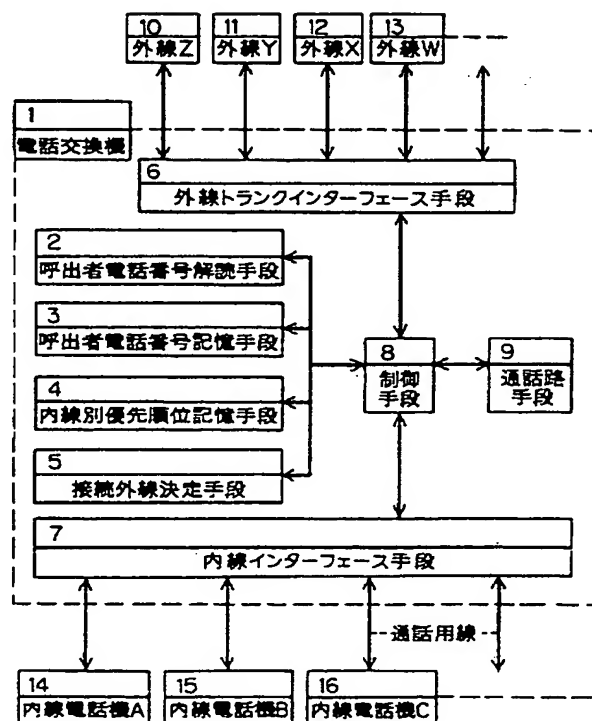 10
外線Z
11
外線Y
12
外線X
13
外線W
1
電話交換機
6
外線トランクインターフェース手段
2
呼出者電話番号解読手段
3
呼出者電話番号記憶手段
4
内線別優先順位記憶手段
5
接続外線決定手段
8
制御
手段
9
通話路
手段
7
内線インターフェース手段
通話用線
14
内線電話機A
15
内線電話機B
16
内線電話機C